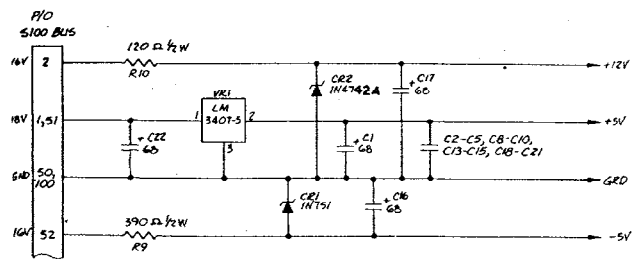 P/O
S100 BUS
16V 2
120 Ω 1/2W
R10
CR2
1N4742A
+ C17
68
+12V
VR1
LM
340T-5
1 2
3
18V 1,51
+ C22
68
+ C1
68
C2-C5, C8-C10,
C13-C15, C18-C21
+5V
GND 50,
100
GRD
CR1
1N751
+ C16
68
390 Ω 1/2W
R9
16V 52
-5V